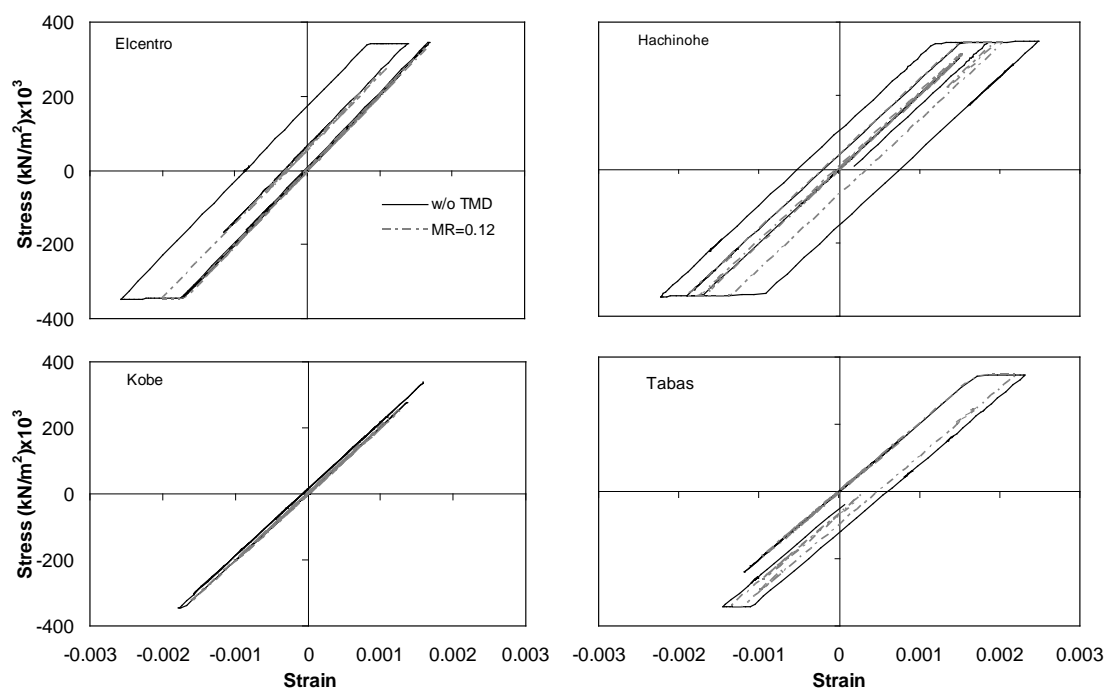 400
200
0
-200
-400
Stress (kN/m²)x10³
Elcentro
w/o TMD
MR=0.12
Hachinohe
400
200
0
-200
-400
Stress (kN/m²)x10³
Kobe
-0.003 -0.002 -0.001 0 0.001 0.002 0.003
Strain
Tabas
-0.003 -0.002 -0.001 0 0.001 0.002 0.003
Strain